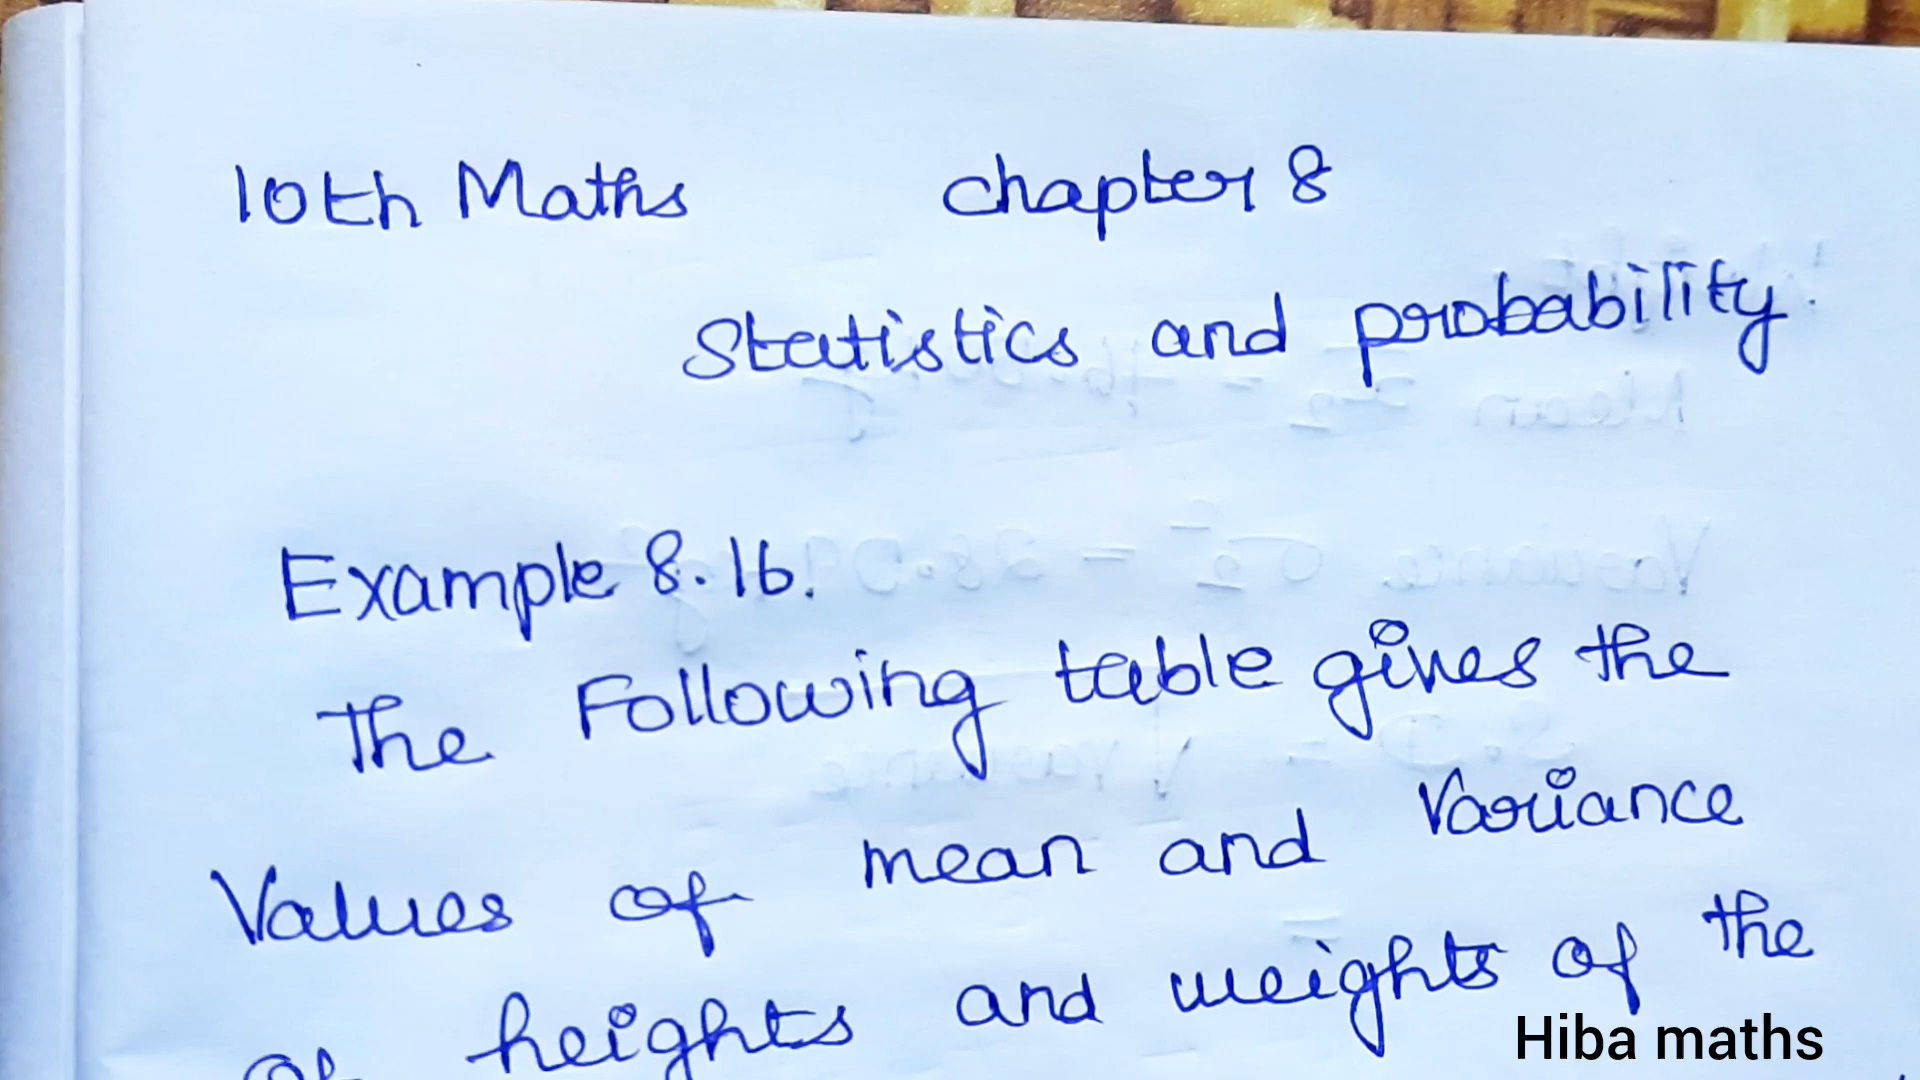 10th Maths chapter 8
Statistics and probability.
Example 8.16.
The Following table gives the
Values of mean and Variance
of heights and weights of the
Hiba maths